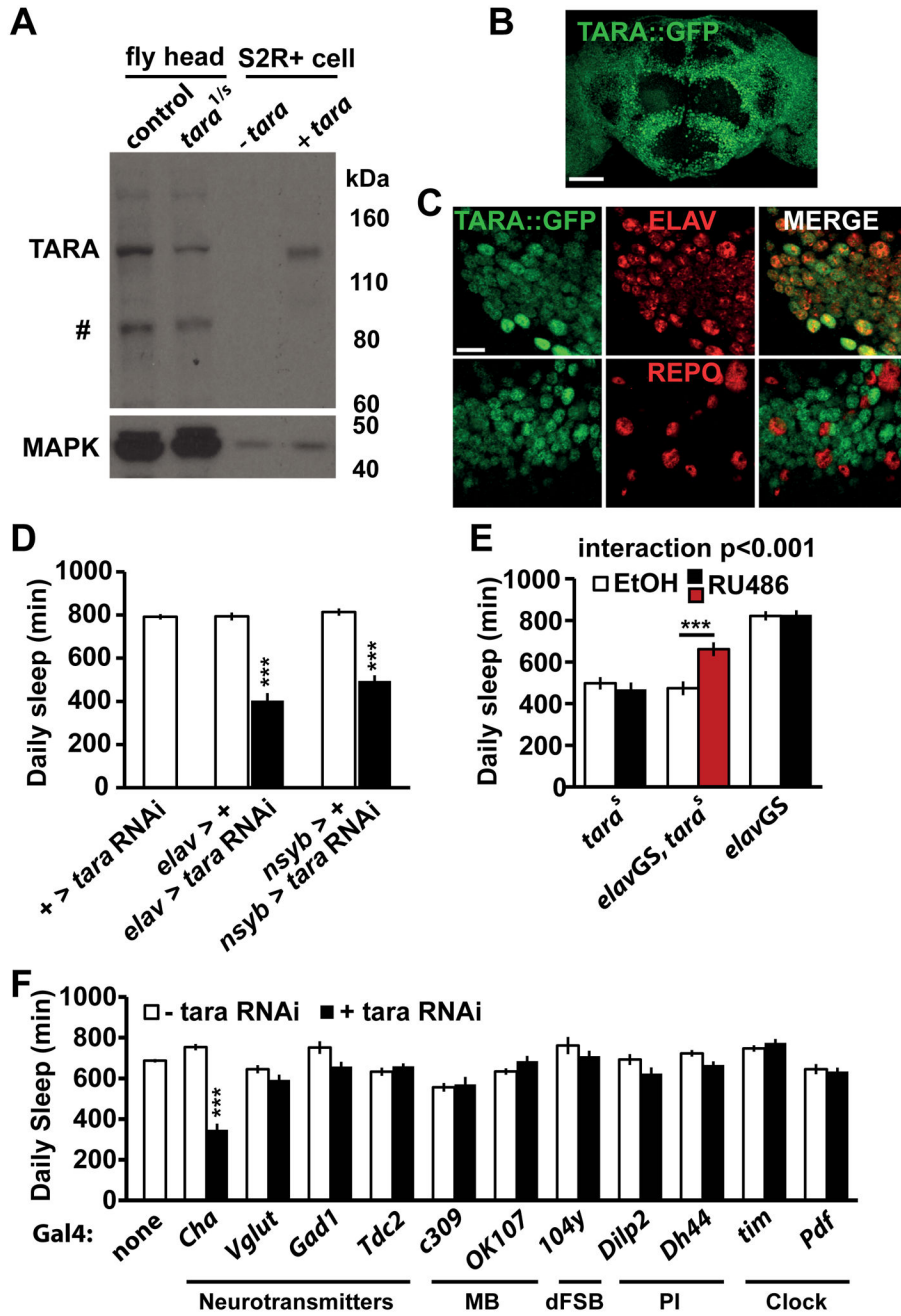 A
fly head S2R+ cell
control
tara 1/s
- tara
+ tara
kDa
160
TARA
110
#
80
60
50
MAPK
40
B
TARA::GFP
C
TARA::GFP ELAV MERGE
REPO
D
Daily sleep (min)
1000
800
600
400
200
0
+ > tara RNAi
elav > +
elav > tara RNAi
nsyb > +
nsyb > tara RNAi
***
***
E
interaction p<0.001
EtOH RU486
***
Daily sleep (min)
1000
800
600
400
200
0
tara s
elavGS, tara s
elavGS
F
- tara RNAi + tara RNAi
Daily Sleep (min)
1000
800
600
400
200
0
***
Gal4:
none
Cha
Vglut
Gad1
Tdc2
c309
OK107
104y
Dilp2
Dh44
tim
Pdf
Neurotransmitters MB dFSB PI Clock